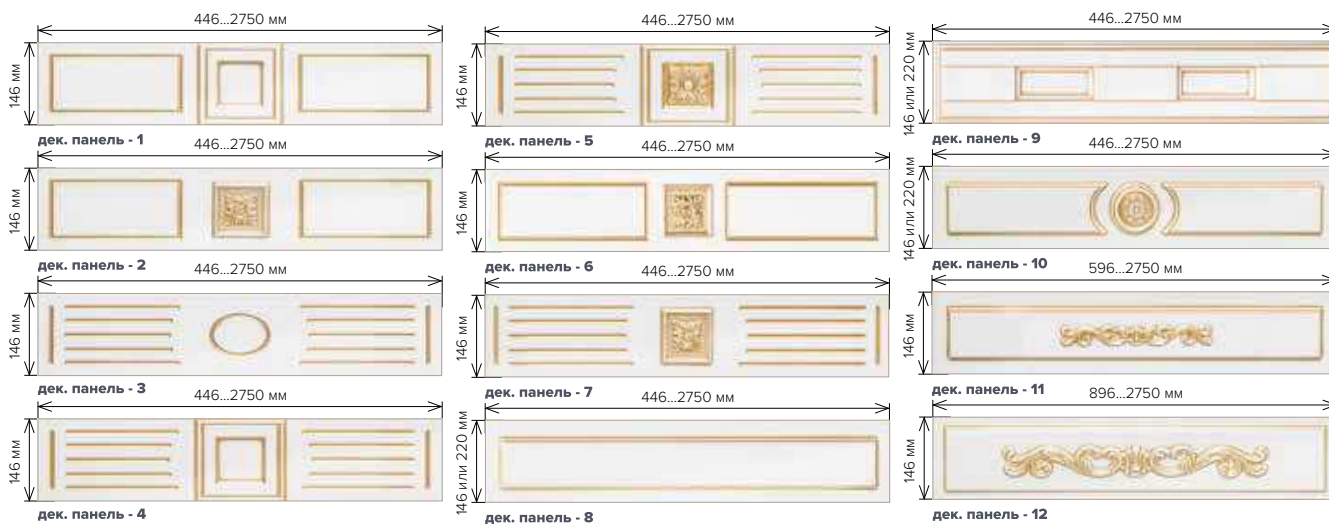 446...2750 мм
146 мм
дек. панель - 1
446...2750 мм
146 мм
дек. панель - 2
446...2750 мм
146 мм
дек. панель - 3
446...2750 мм
146 мм
дек. панель - 4
446...2750 мм
146 мм
дек. панель - 5
446...2750 мм
146 мм
дек. панель - 6
446...2750 мм
146 мм
дек. панель - 7
446...2750 мм
146 или 220 мм
дек. панель - 8
446...2750 мм
146 или 220 мм
дек. панель - 9
446...2750 мм
146 или 220 мм
дек. панель - 10
596...2750 мм
146 мм
дек. панель - 11
896...2750 мм
146 мм
дек. панель - 12